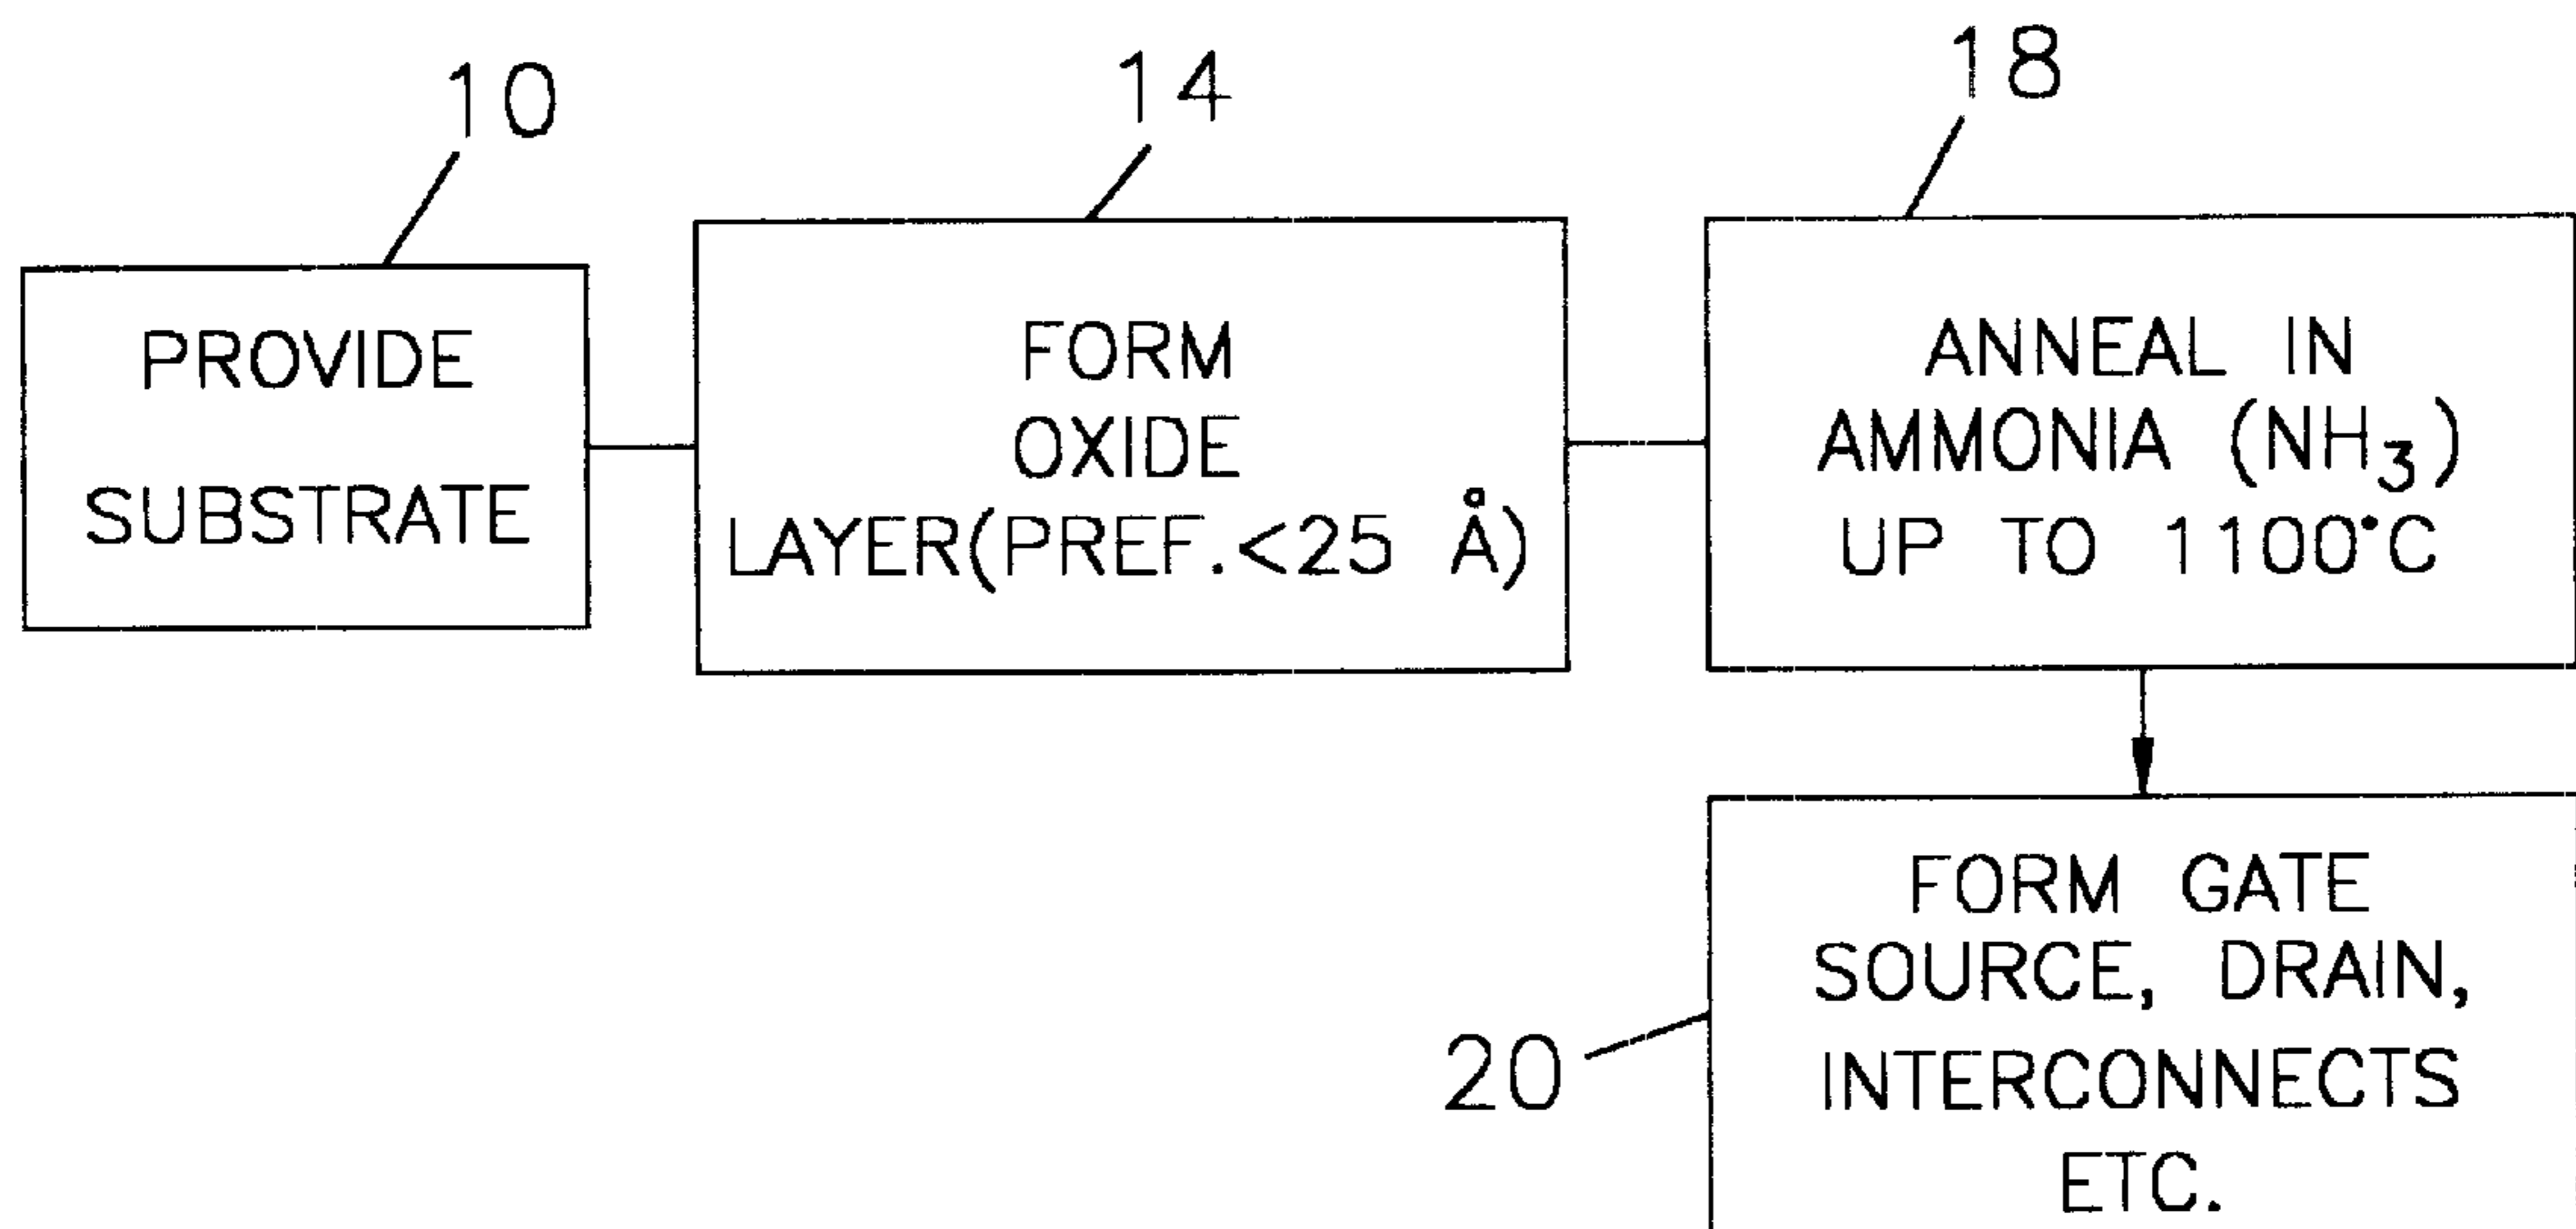 10
PROVIDE
SUBSTRATE
14
FORM
OXIDE
LAYER(PREF.<25 Å)
18
ANNEAL IN
AMMONIA (NH₃)
UP TO 1100°C
20
FORM GATE
SOURCE, DRAIN,
INTERCONNECTS
ETC.